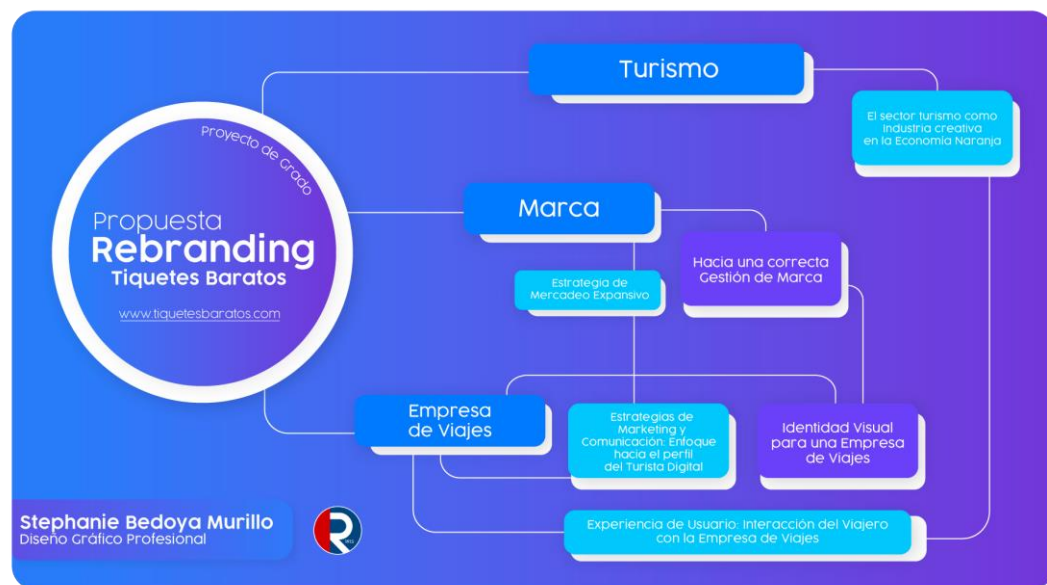 Proyecto de Grado
Propuesta
Rebranding
Tiquetes Baratos
www.tiquetesbaratos.com
Turismo
El sector turismo como
industria creativa
en la Economía Naranja
Marca
Hacia una correcta
Gestión de Marca
Estrategia de
Mercadeo Expansivo
Empresa
de Viajes
Estrategias de
Marketing y
Comunicación: Enfoque
hacia el perfil
del Turista Digital
Identidad Visual
para una Empresa
de Viajes
Experiencia de Usuario: Interacción del Viajero
con la Empresa de Viajes
Stephanie Bedoya Murillo
Diseño Gráfico Profesional
R